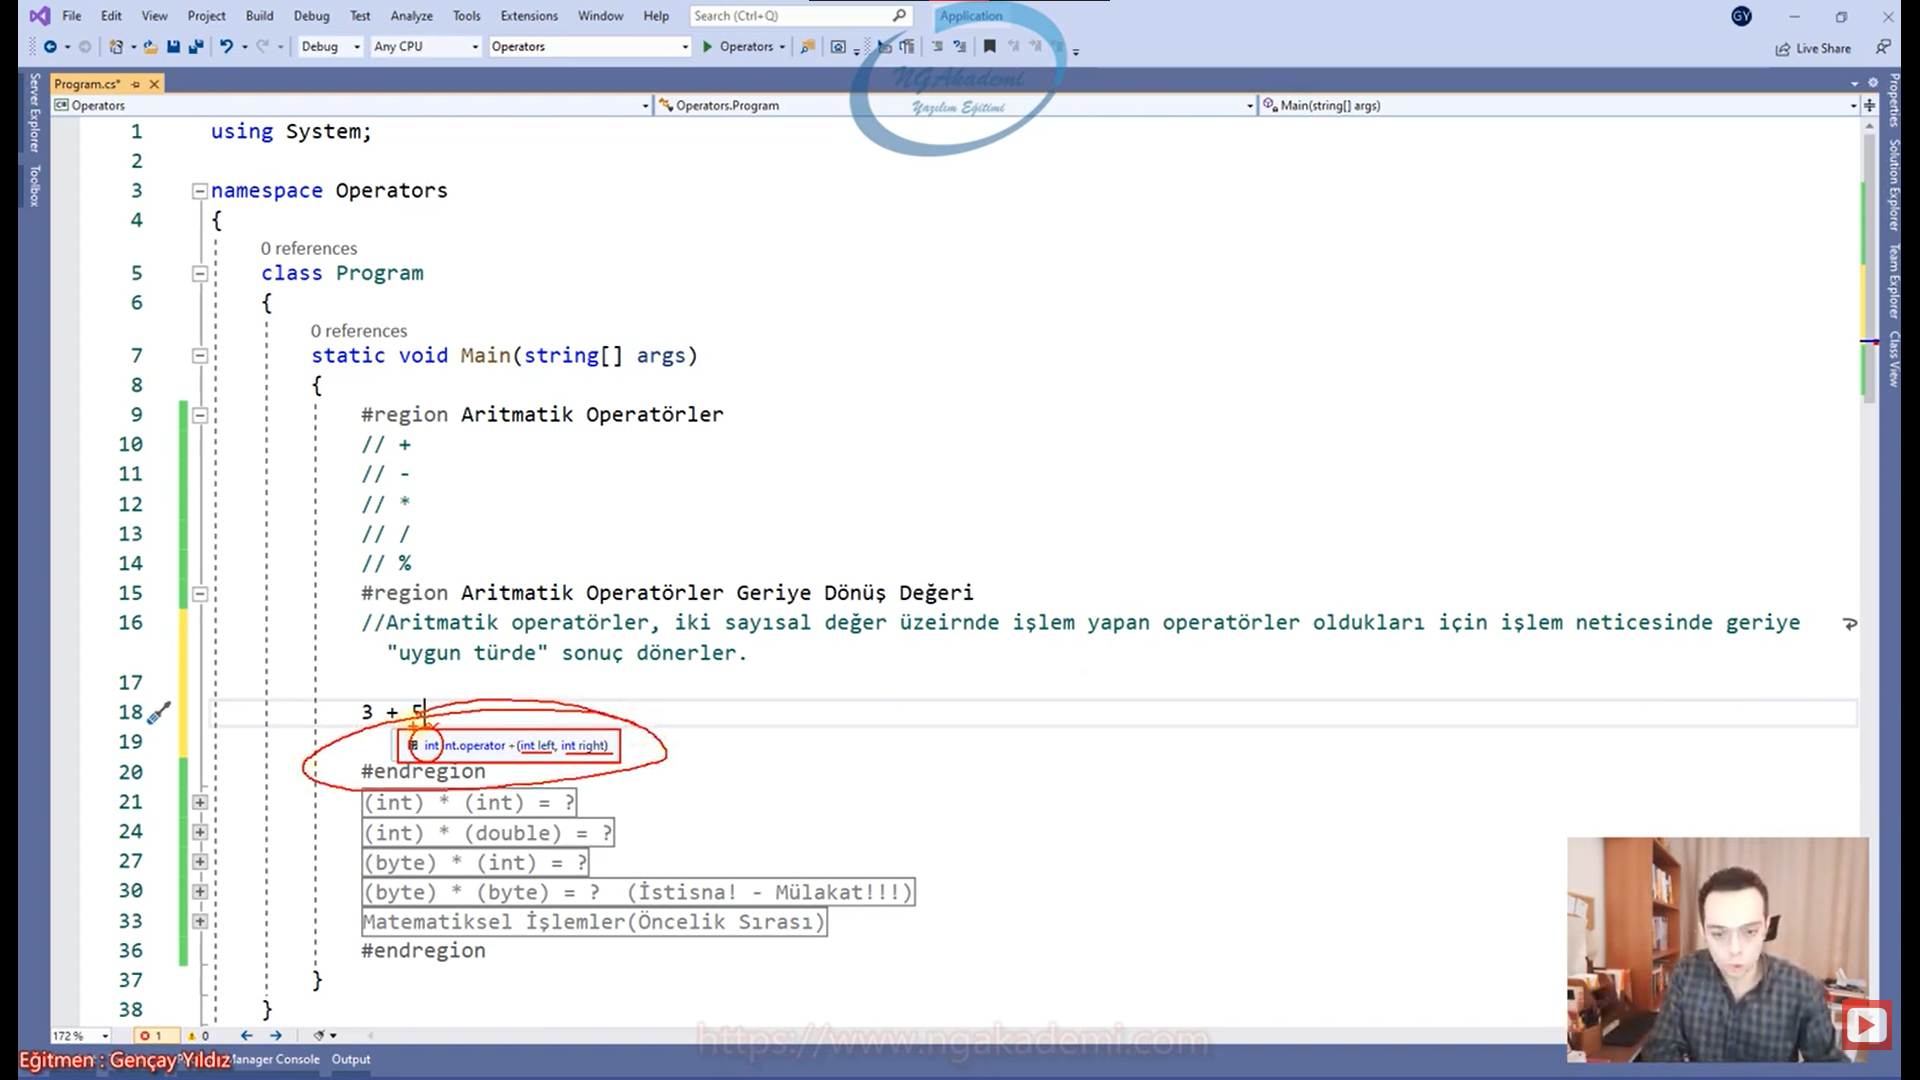 File Edit View Project Build Debug Test Analyze Tools Extensions Window Help Search (Ctrl+Q) Application GY
Debug Any CPU Operators Operators Live Share
NGAkademi
Yazılım Eğitimi
Program.cs*
Operators Operators.Program Main(string[] args)
Server Explorer
Toolbox
Properties
Solution Explorer
Team Explorer
Class View
1 using System;
2
3 namespace Operators
4 {
0 references
5 class Program
6 {
0 references
7 static void Main(string[] args)
8 {
9 #region Aritmatik Operatörler
10 // +
11 // -
12 // *
13 // /
14 // %
15 #region Aritmatik Operatörler Geriye Dönüş Değeri
16 //Aritmatik operatörler, iki sayısal değer üzeirnde işlem yapan operatörler oldukları için işlem neticesinde geriye
"uygun türde" sonuç dönerler.
17
18 3 + 5
19 int int.operator +(int left, int right)
20 #endregion
21 (int) * (int) = ?
24 (int) * (double) = ?
27 (byte) * (int) = ?
30 (byte) * (byte) = ? (İstisna! - Mülakat!!!)
33 Matematiksel İşlemler(Öncelik Sırası)
36 #endregion
37 }
38 }
172 % 1 0
https://www.ngakademi.com
Eğitmen : Gençay Yıldız Manager Console Output